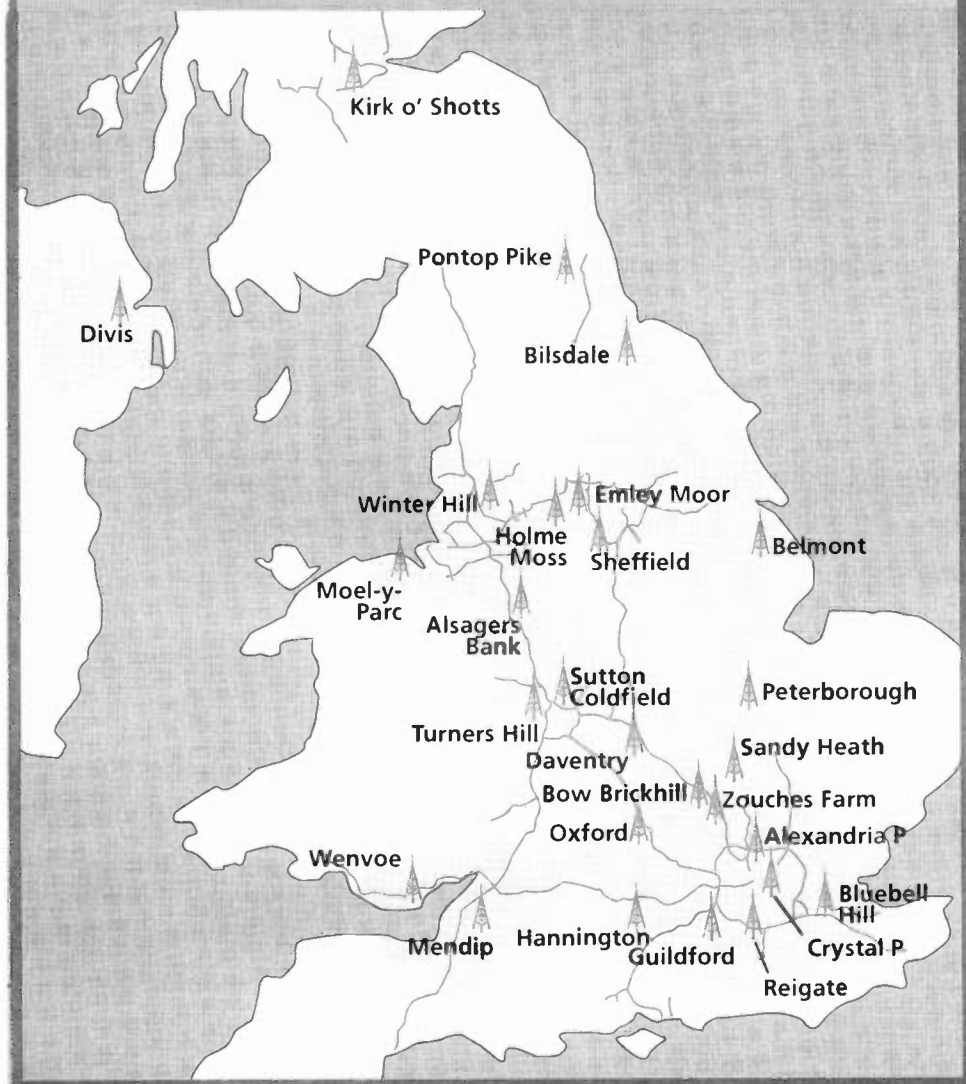 Kirk o' Shotts
Pontop Pike
Divis
Bilsdale
Winter Hill
Emley Moor
Holme
Moss
Sheffield
Belmont
Moel-y-
Parc
Alsagers
Bank
Sutton
Coldfield
Peterborough
Turners Hill
Daventry
Sandy Heath
Bow Brickhill
Zouches Farm
Oxford
Alexandria P
Wenvoe
Bluebell
Hill
Mendip
Hannington
Guildford
Crystal P
Reigate